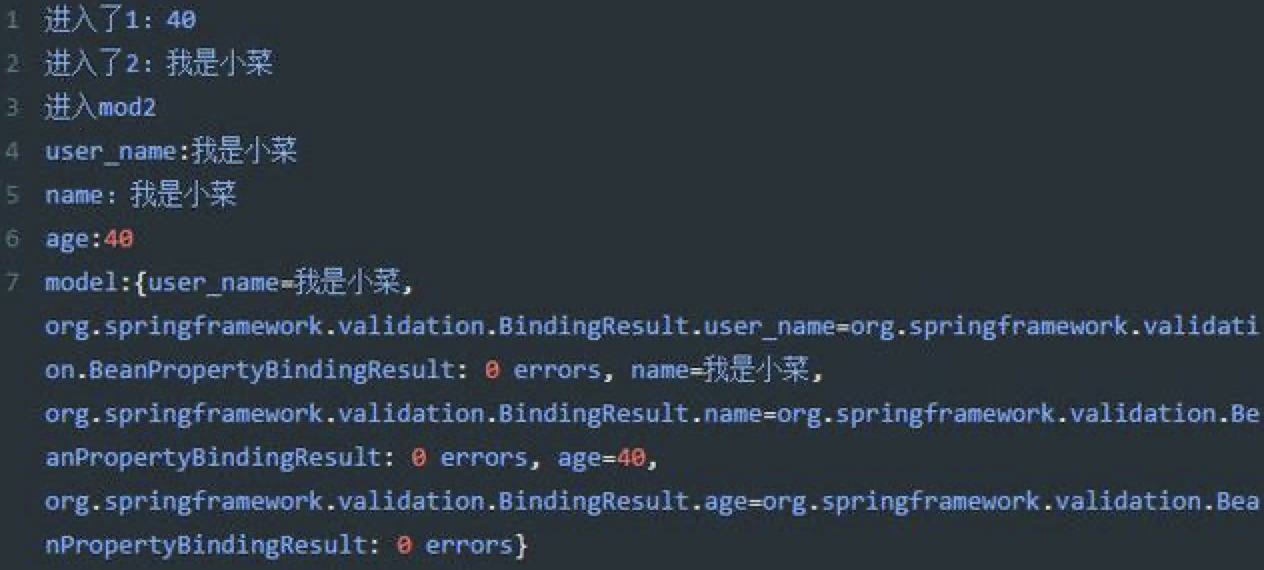 1 进入了1: 40
2 进入了2: 我是小菜
3 进入mod2
4 user_name:我是小菜
5 name: 我是小菜
6 age:40
7 model:{user_name=我是小菜,
org.springframework.validation.BindingResult.user_name=org.springframework.validati
on.BeanPropertyBindingResult: 0 errors, name=我是小菜,
org.springframework.validation.BindingResult.name=org.springframework.validation.Be
anPropertyBindingResult: 0 errors, age=40,
org.springframework.validation.BindingResult.age=org.springframework.validation.Bea
nPropertyBindingResult: 0 errors}